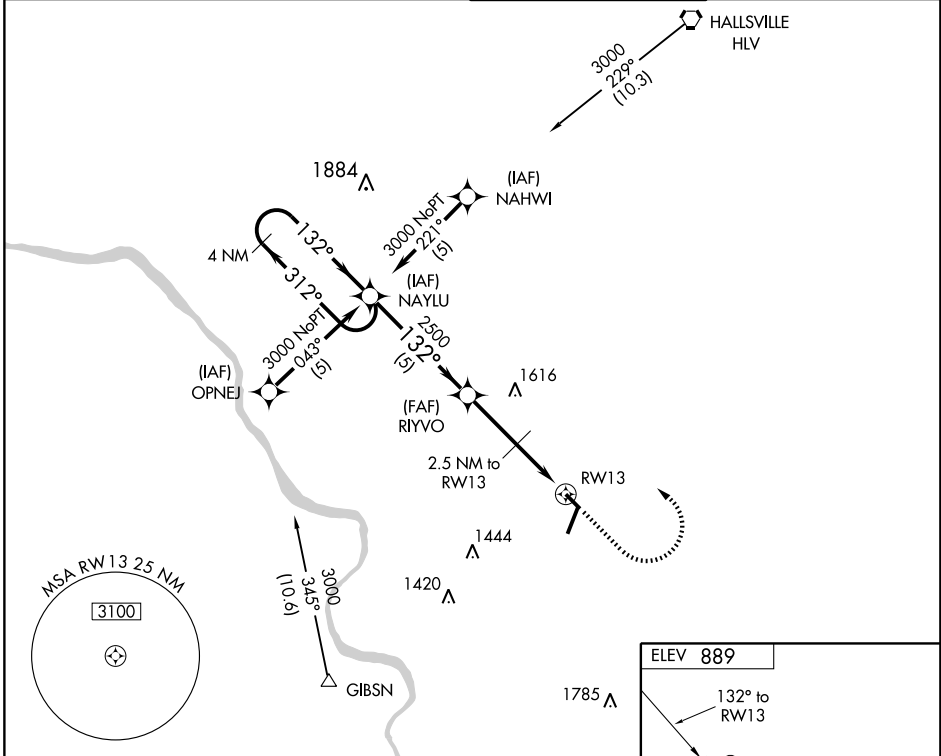 HALLSVILLE
HLV
3000
229°
(10.3)
1884
(IAF)
NAHWI
3000 NoPT
221°
(5)
4 NM
132°
312°
(IAF)
NAYLU
3000 NoPT
043°
(5)
2500
132°
(5)
(IAF)
OPNEJ
1616
(FAF)
RIYVO
2.5 NM to
RW13
RW13
1444
1420
3000
345°
(10.6)
GIBSN
MSA RW13 25 NM
3100
1785
ELEV 889
132° to
RW13